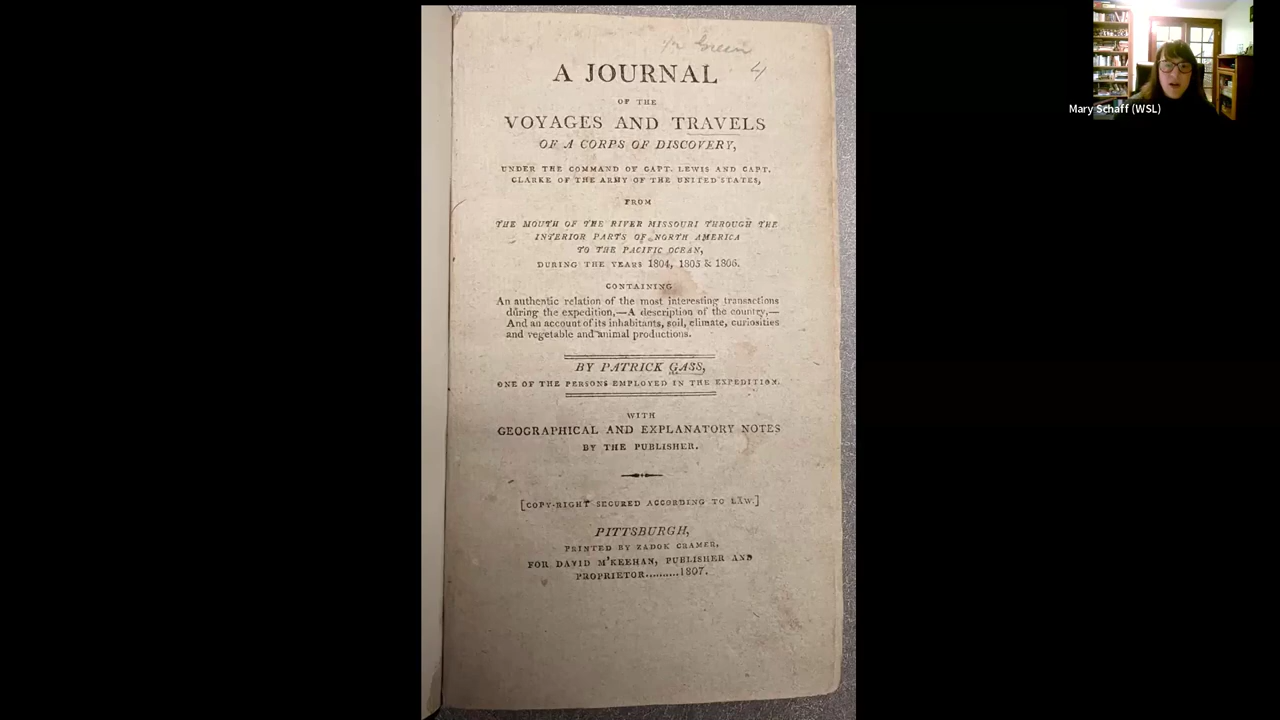 Green
4
A JOURNAL
OF THE
VOYAGES AND TRAVELS
OF A CORPS OF DISCOVERY,
UNDER THE COMMAND OF CAPT. LEWIS AND CAPT.
CLARKE OF THE ARMY OF THE UNITED STATES,
FROM
THE MOUTH OF THE RIVER MISSOURI THROUGH THE
INTERIOR PARTS OF NORTH AMERICA
TO THE PACIFIC OCEAN,
DURING THE YEARS 1804, 1805 & 1806.
CONTAINING
An authentic relation of the most interesting transactions
during the expedition,—A description of the country,—
And an account of its inhabitants, soil, climate, curiosities
and vegetable and animal productions.
BY PATRICK GASS,
ONE OF THE PERSONS EMPLOYED IN THE EXPEDITION.
WITH
GEOGRAPHICAL AND EXPLANATORY NOTES
BY THE PUBLISHER.
[COPY-RIGHT SECURED ACCORDING TO LAW.]
PITTSBURGH,
PRINTED BY ZADOK CRAMER,
FOR DAVID M'KEEHAN, PUBLISHER AND
PROPRIETOR..........1807.
Mary Schaff (WSL)